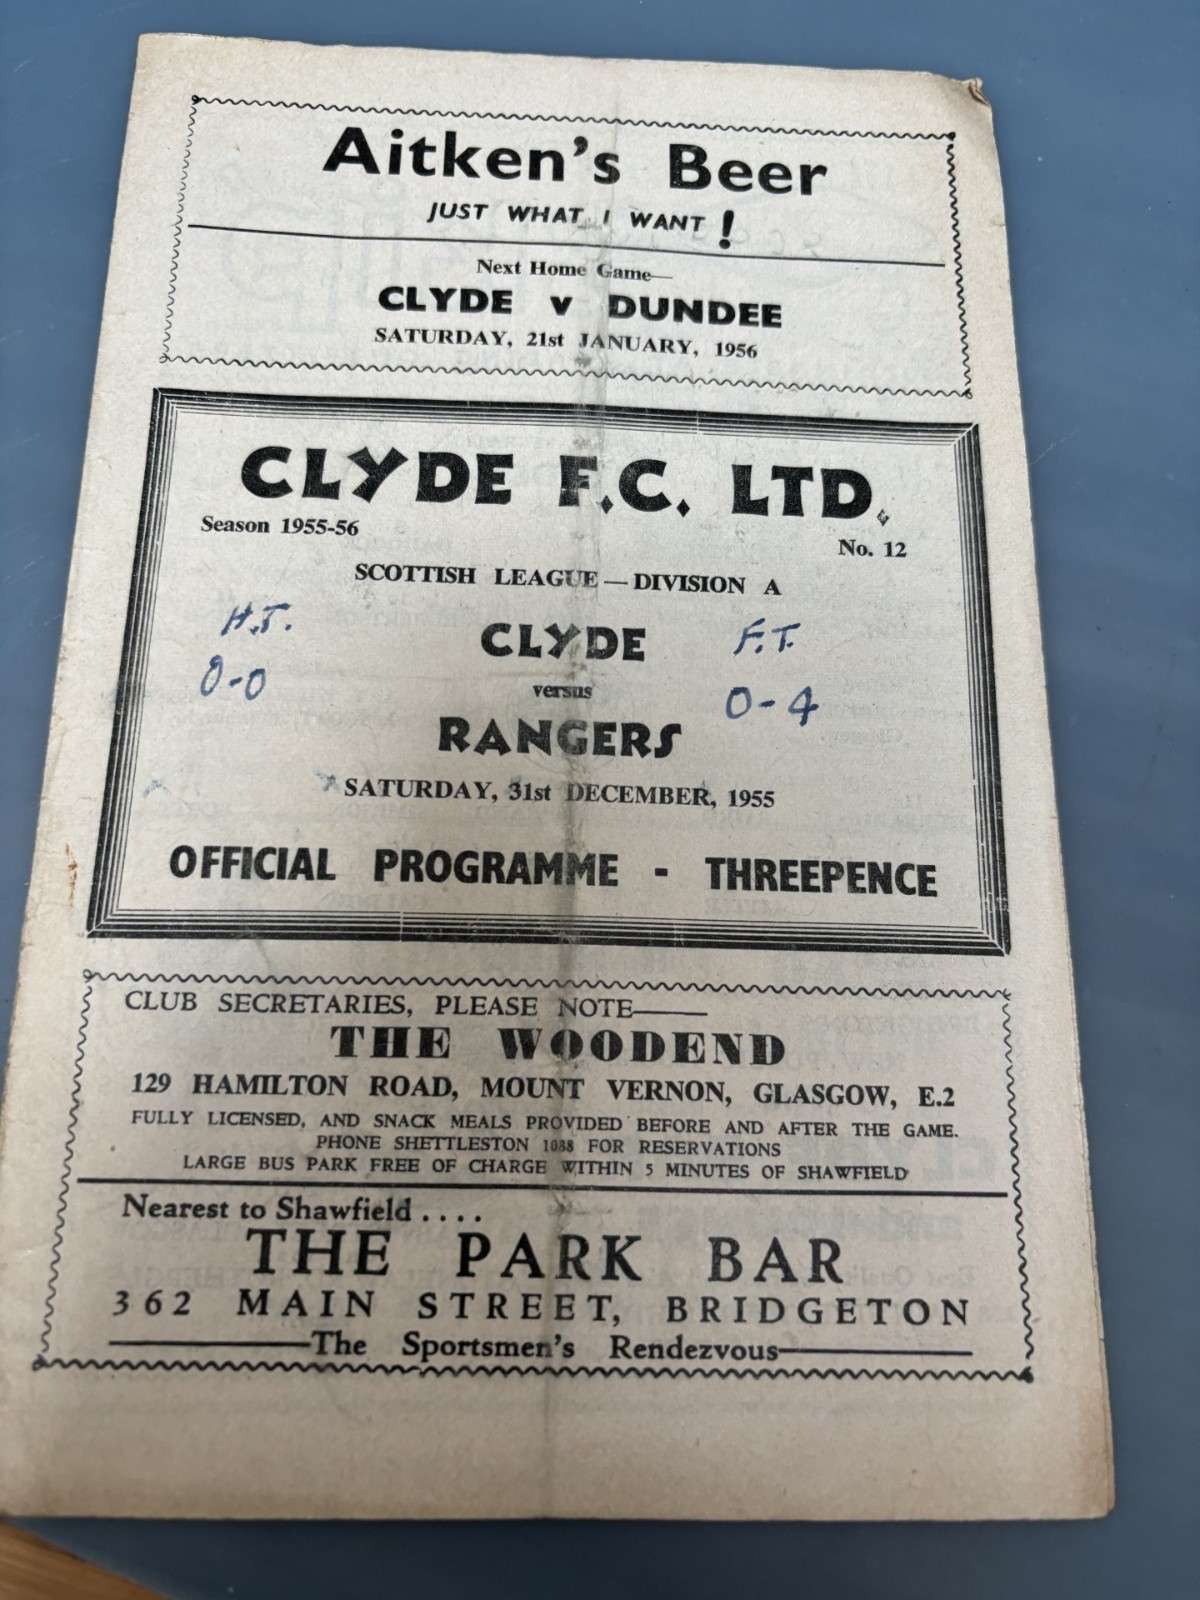 Aitken's Beer
JUST WHAT I WANT!
Next Home Game—
CLYDE v DUNDEE
SATURDAY, 21st JANUARY, 1956
CLYDE F.C. LTD.
Season 1955-56
No. 12
SCOTTISH LEAGUE — DIVISION A
H.T.
CLYDE
F.T.
0-0
versus
0-4
RANGERS
SATURDAY, 31st DECEMBER, 1955
OFFICIAL PROGRAMME - THREEPENCE
CLUB SECRETARIES, PLEASE NOTE—
THE WOODEND
129 HAMILTON ROAD, MOUNT VERNON, GLASGOW, E.2
FULLY LICENSED, AND SNACK MEALS PROVIDED BEFORE AND AFTER THE GAME.
PHONE SHETTLESTON 1038 FOR RESERVATIONS
LARGE BUS PARK FREE OF CHARGE WITHIN 5 MINUTES OF SHAWFIELD
Nearest to Shawfield ....
THE PARK BAR
362 MAIN STREET, BRIDGETON
—The Sportsmen's Rendezvous—